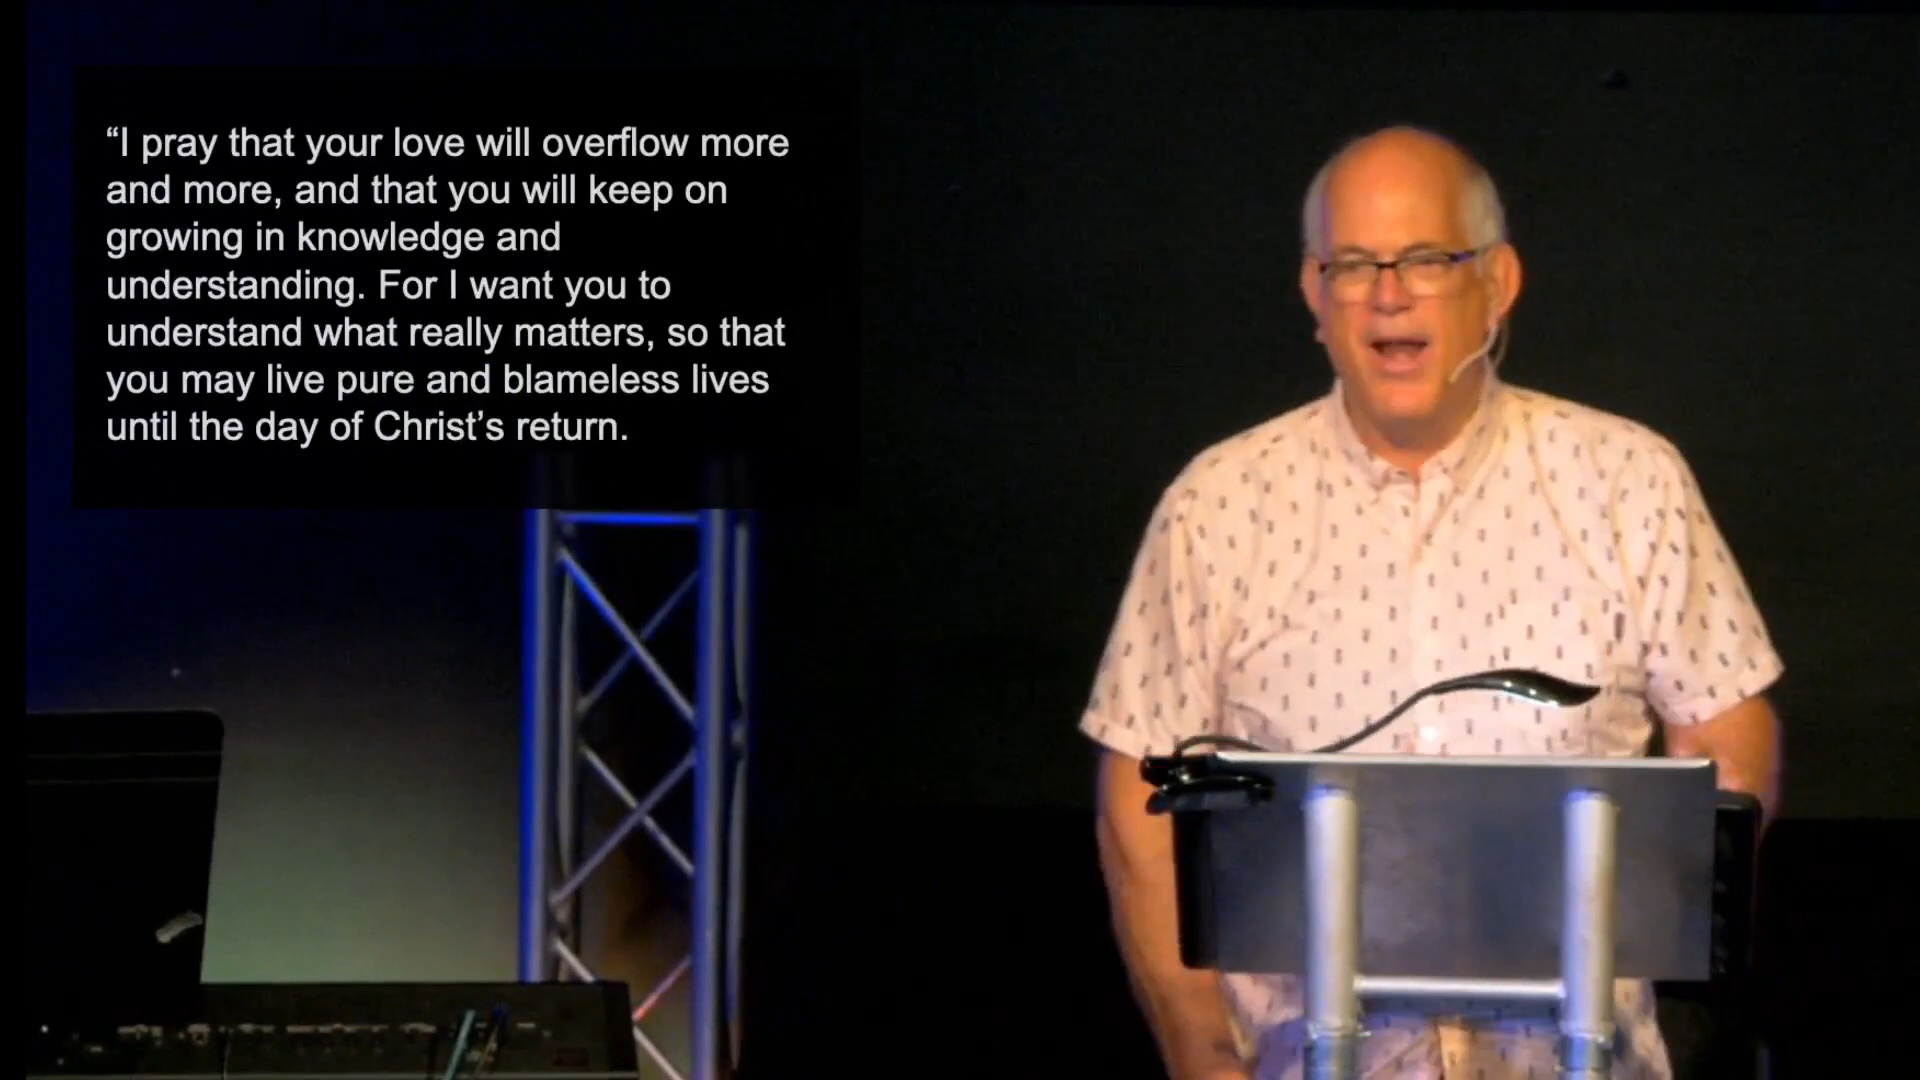 “I pray that your love will overflow more
and more, and that you will keep on
growing in knowledge and
understanding. For I want you to
understand what really matters, so that
you may live pure and blameless lives
until the day of Christ’s return.